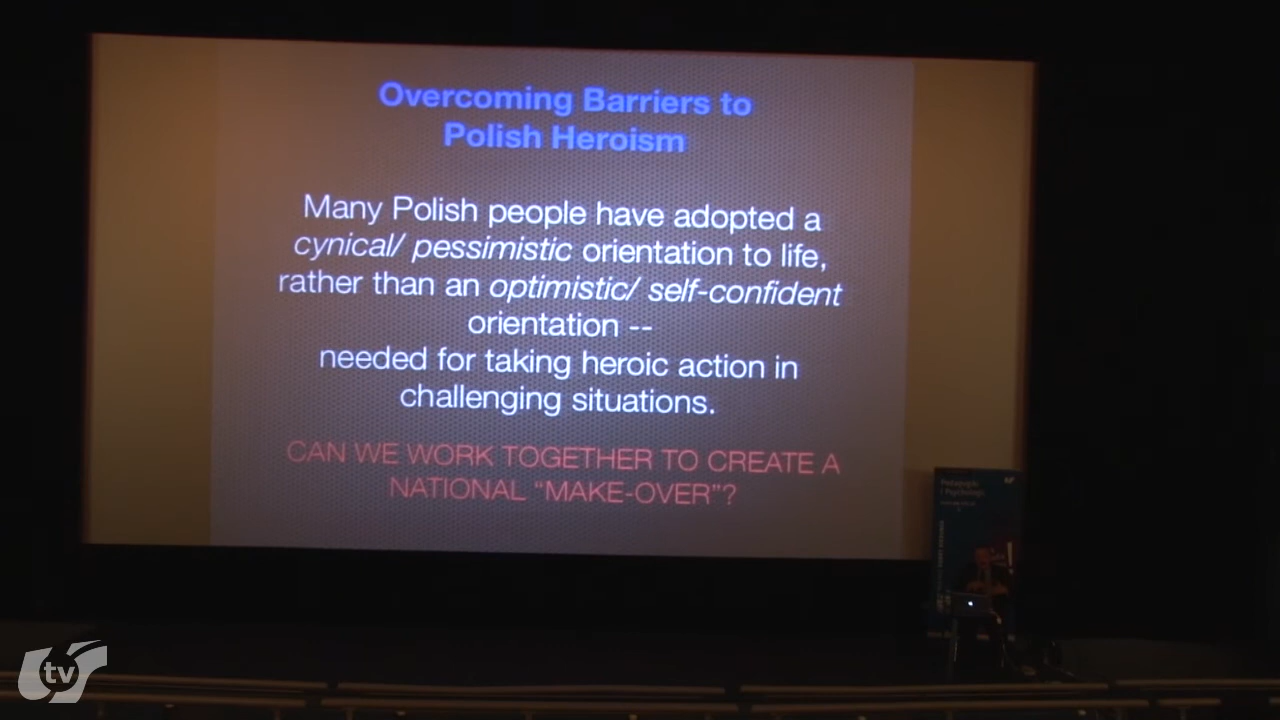 Overcoming Barriers to
Polish Heroism
Many Polish people have adopted a
cynical/ pessimistic orientation to life,
rather than an optimistic/ self-confident
orientation --
needed for taking heroic action in
challenging situations.
CAN WE WORK TOGETHER TO CREATE A
NATIONAL “MAKE-OVER”?
Pedagogiki
i Psychologii
tv